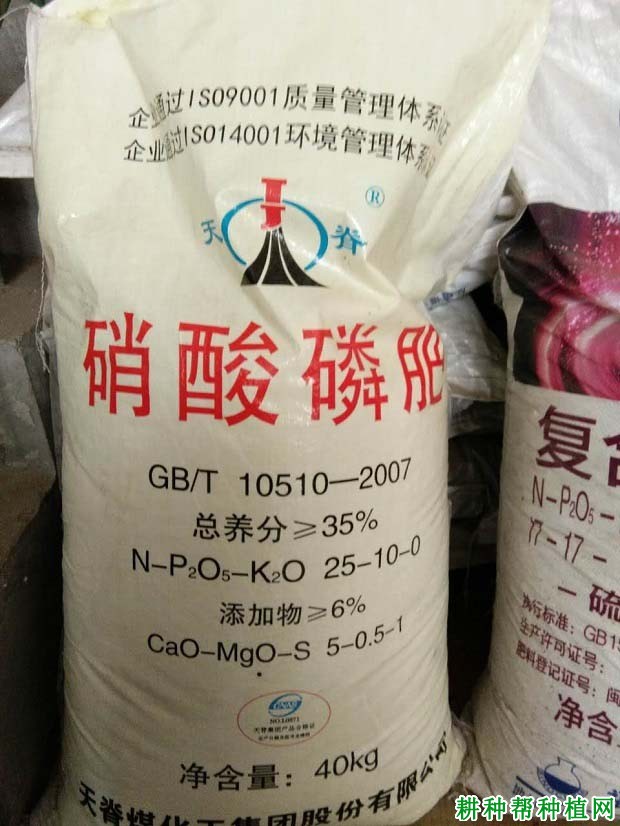 企业通过ISO9001质量管理体系
企业通过ISO14001环境管理体系
天脊®
硝酸磷肥
GB/T 10510—2007
总养分≥35%
N-P₂O₅-K₂O 25-10-0
添加物≥6%
CaO-MgO-S 5-0.5-1
CNAS
NO.L0871
净含量: 40kg
天脊煤化工集团股份有限公司
复合
N-P₂O₅-
17-17-
-硫
执行标准: GB15
生产许可证号:
肥料登记证号: 闽
净含
耕种帮种植网